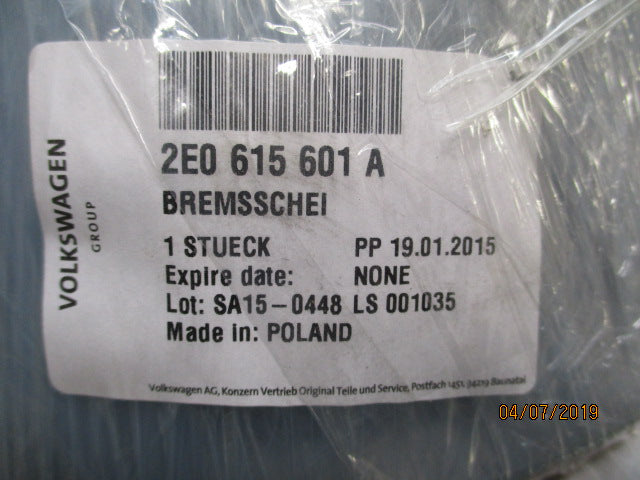 VOLKSWAGEN
GROUP
2E0 615 601 A
BREMSSCHEI
1 STUECK PP 19.01.2015
Expire date: NONE
Lot: SA15-0448 LS 001035
Made in: POLAND
Volkswagen AG, Konzern Vertrieb Original Teile und Service, Postfach 1451, 34219 Baunatal
04/07/2019